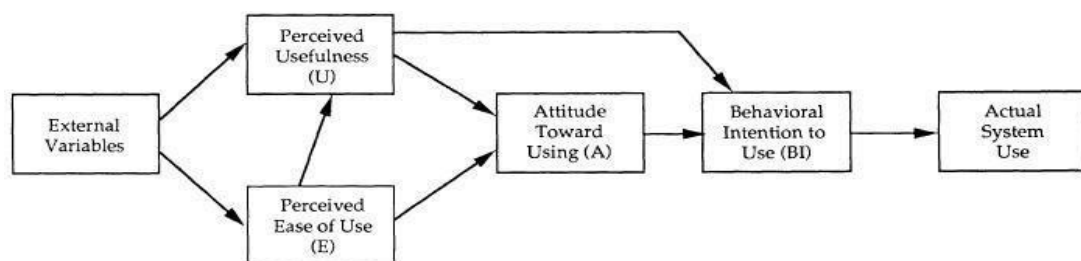 External
Variables
Perceived
Usefulness
(U)
Perceived
Ease of Use
(E)
Attitude
Toward
Using (A)
Behavioral
Intention to
Use (BI)
Actual
System
Use